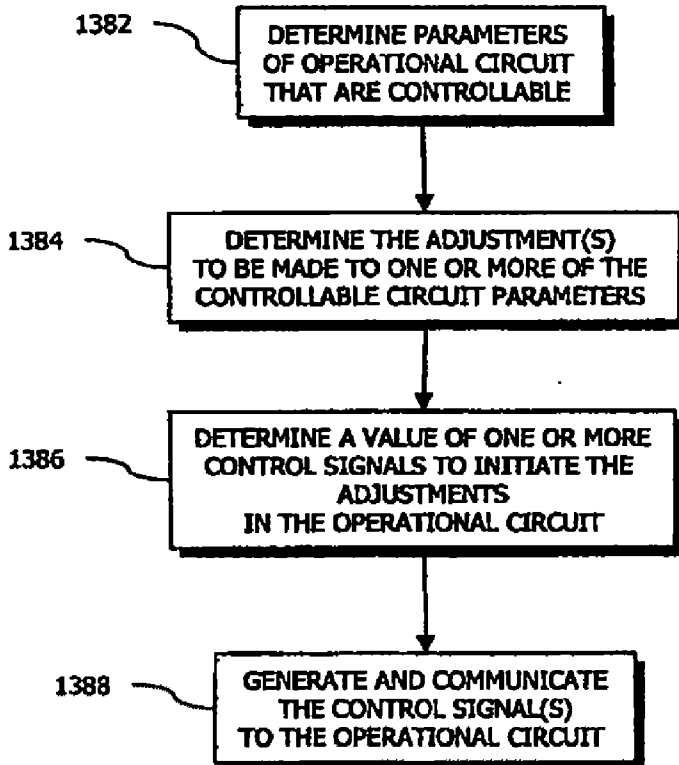 1382
DETERMINE PARAMETERS
OF OPERATIONAL CIRCUIT
THAT ARE CONTROLLABLE
1384
DETERMINE THE ADJUSTMENT(S)
TO BE MADE TO ONE OR MORE OF THE
CONTROLLABLE CIRCUIT PARAMETERS
1386
DETERMINE A VALUE OF ONE OR MORE
CONTROL SIGNALS TO INITIATE THE
ADJUSTMENTS
IN THE OPERATIONAL CIRCUIT
1388
GENERATE AND COMMUNICATE
THE CONTROL SIGNAL(S)
TO THE OPERATIONAL CIRCUIT